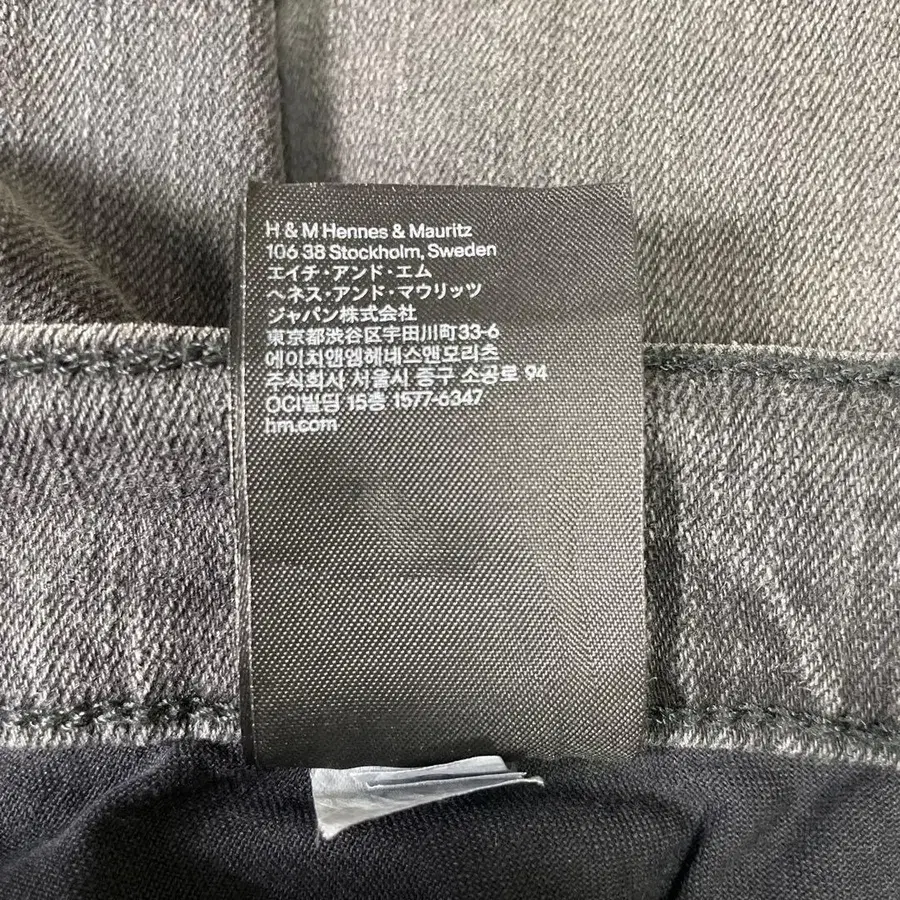 H & M Hennes & Mauritz
106 38 Stockholm, Sweden
エイチ・アンド・エム
ヘネス・アンド・マウリッツ
ジャパン株式会社
東京都渋谷区宇田川町33-6
에이치앤엠헤네스앤모리츠
주식회사 서울시 중구 소공로 94
OCI빌딩 15층 1577-6347
hm.com